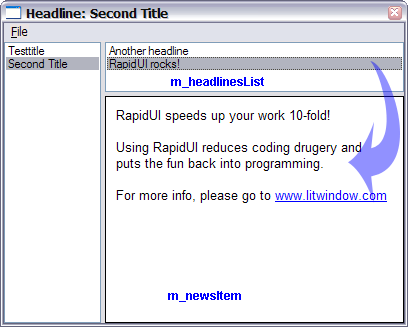 Headline: Second Title
File
Testtitle
Second Title
Another headline
RapidUI rocks!
m_headlinesList
RapidUI speeds up your work 10-fold!
Using RapidUI reduces coding drugery and
puts the fun back into programming.
For more info, please go to www.litwindow.com
m_newsItem